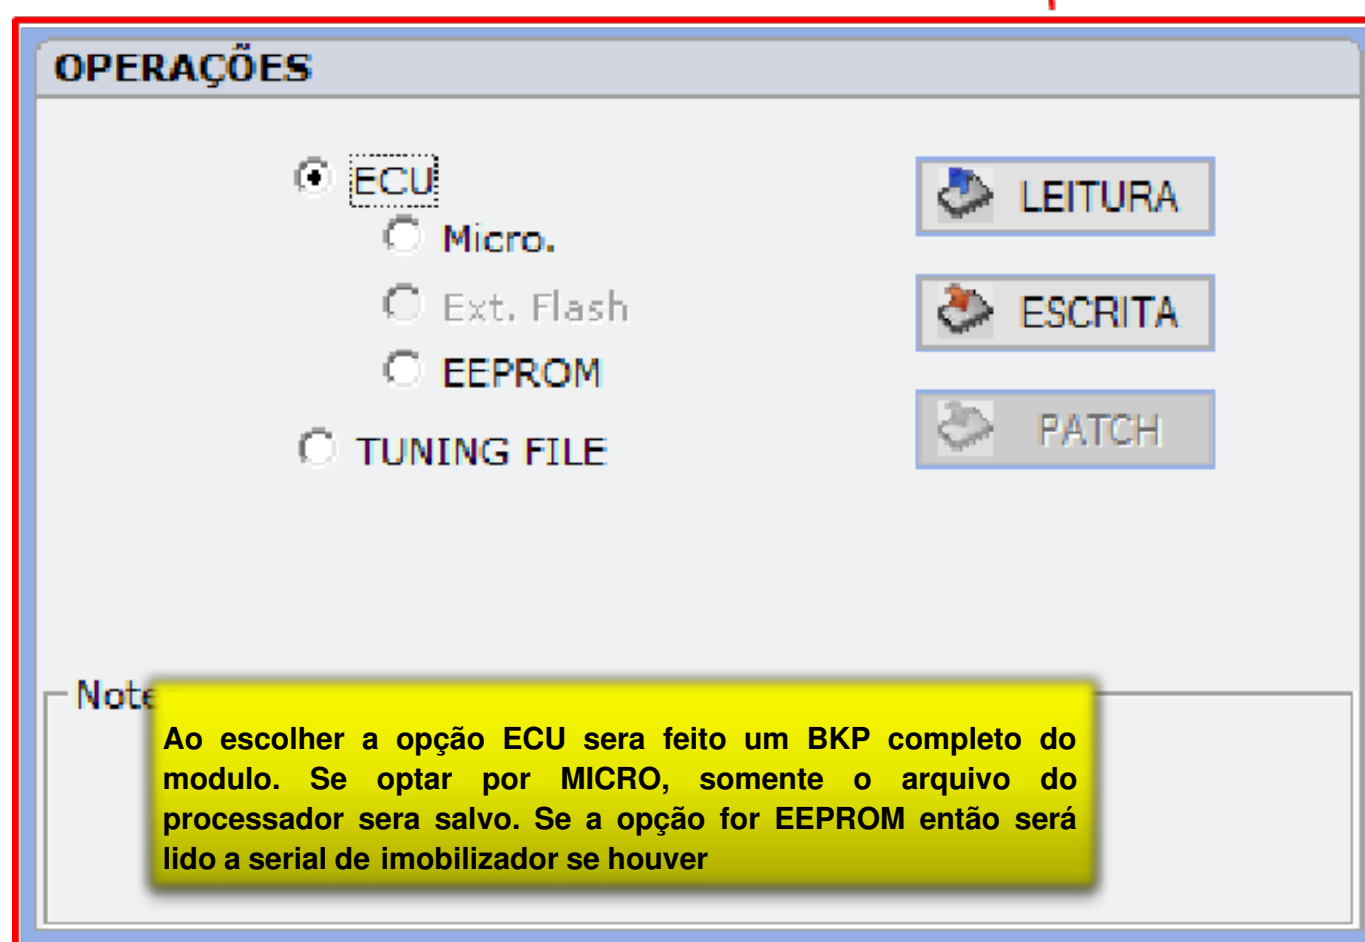 OPERAÇÕES
ECU
LEITURA
Micro.
Ext. Flash
ESCRITA
EEPROM
PATCH
TUNING FILE
Note
Ao escolher a opção ECU sera feito um BKP completo do
modulo. Se optar por MICRO, somente o arquivo do
processador sera salvo. Se a opção for EEPROM então será
lido a serial de imobilizador se houver